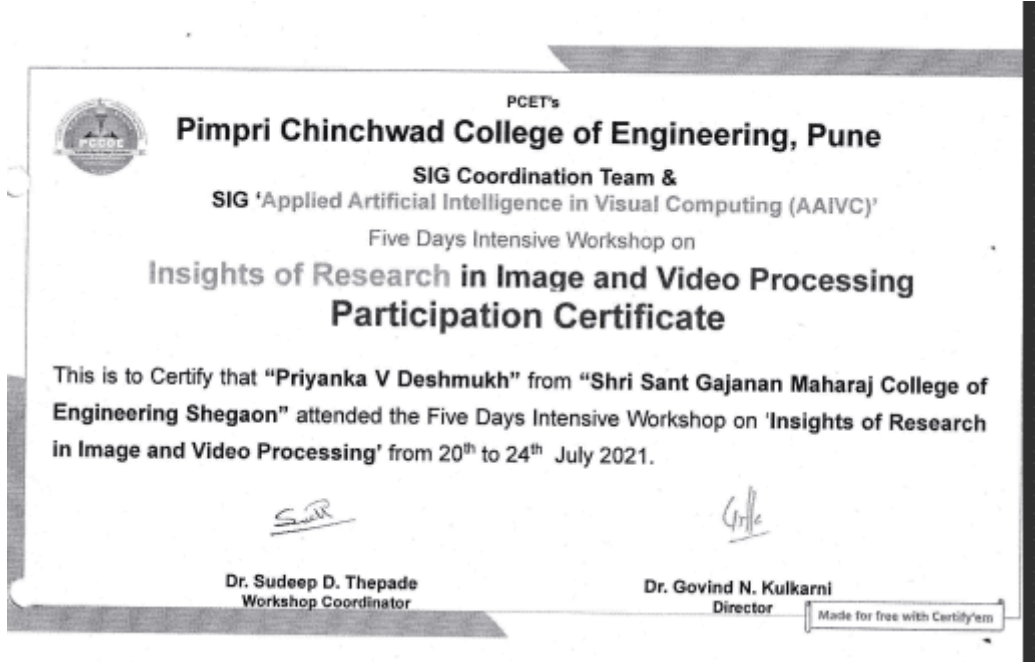 PCET's
Pimpri Chinchwad College of Engineering, Pune
SIG Coordination Team &
SIG ‘Applied Artificial Intelligence in Visual Computing (AAIVC)’
Five Days Intensive Workshop on
Insights of Research in Image and Video Processing
Participation Certificate
This is to Certify that “Priyanka V Deshmukh” from “Shri Sant Gajanan Maharaj College of
Engineering Shegaon” attended the Five Days Intensive Workshop on ‘Insights of Research
in Image and Video Processing’ from 20th to 24th July 2021.
Dr. Sudeep D. Thepade
Workshop Coordinator
Dr. Govind N. Kulkarni
Director
Made for free with Certify'em
PCCOE